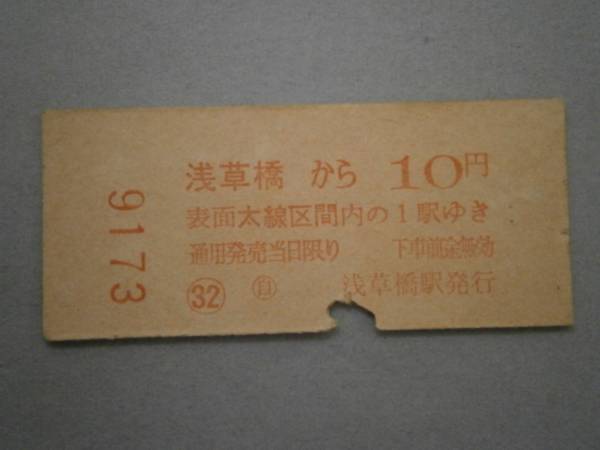 浅草橋 から 10円
表面太線区間内の1駅ゆき
通用発売当日限り 下車前途無効
㉜ ㊂ 浅草橋駅発行
9173